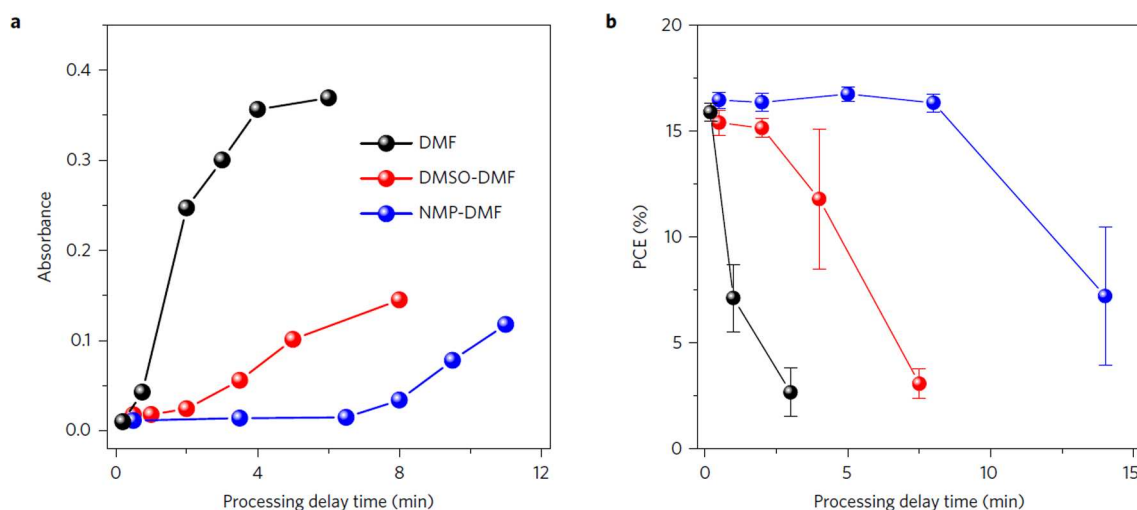 a
Absorbance
0.4
0.3
0.2
0.1
0.0
DMF
DMSO-DMF
NMP-DMF
0 4 8 12
Processing delay time (min)
b
PCE (%)
20
15
10
5
0
0 5 10 15
Processing delay time (min)